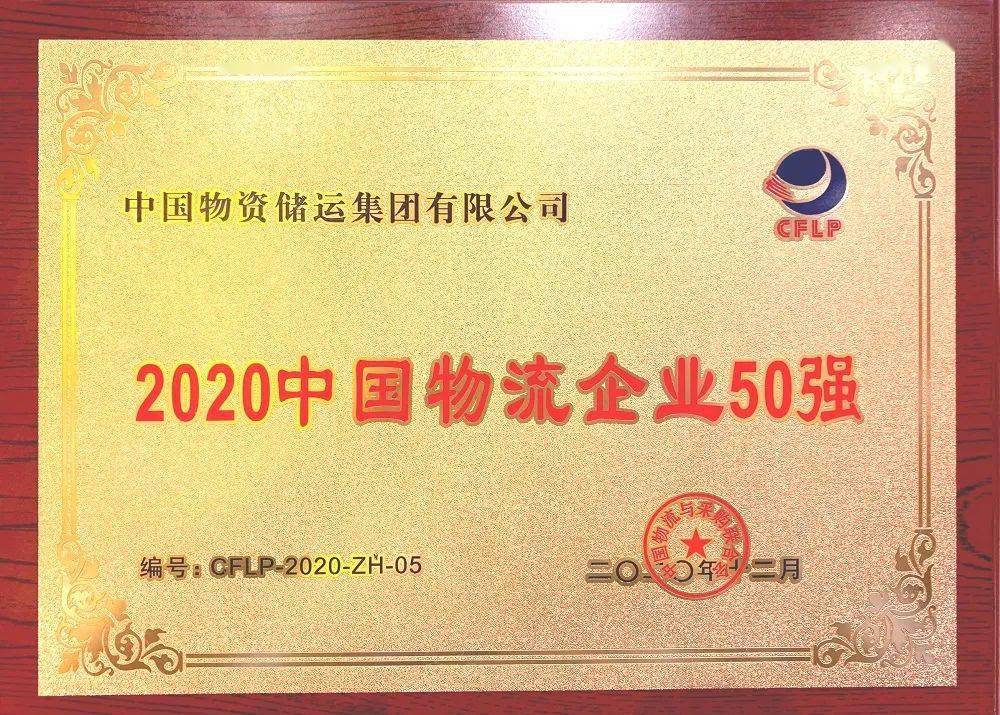 中国物资储运集团有限公司
CFLP
2020中国物流企业50强
编号：CFLP-2020-ZH-05
二〇二〇年十二月
中国物流与采购联合会